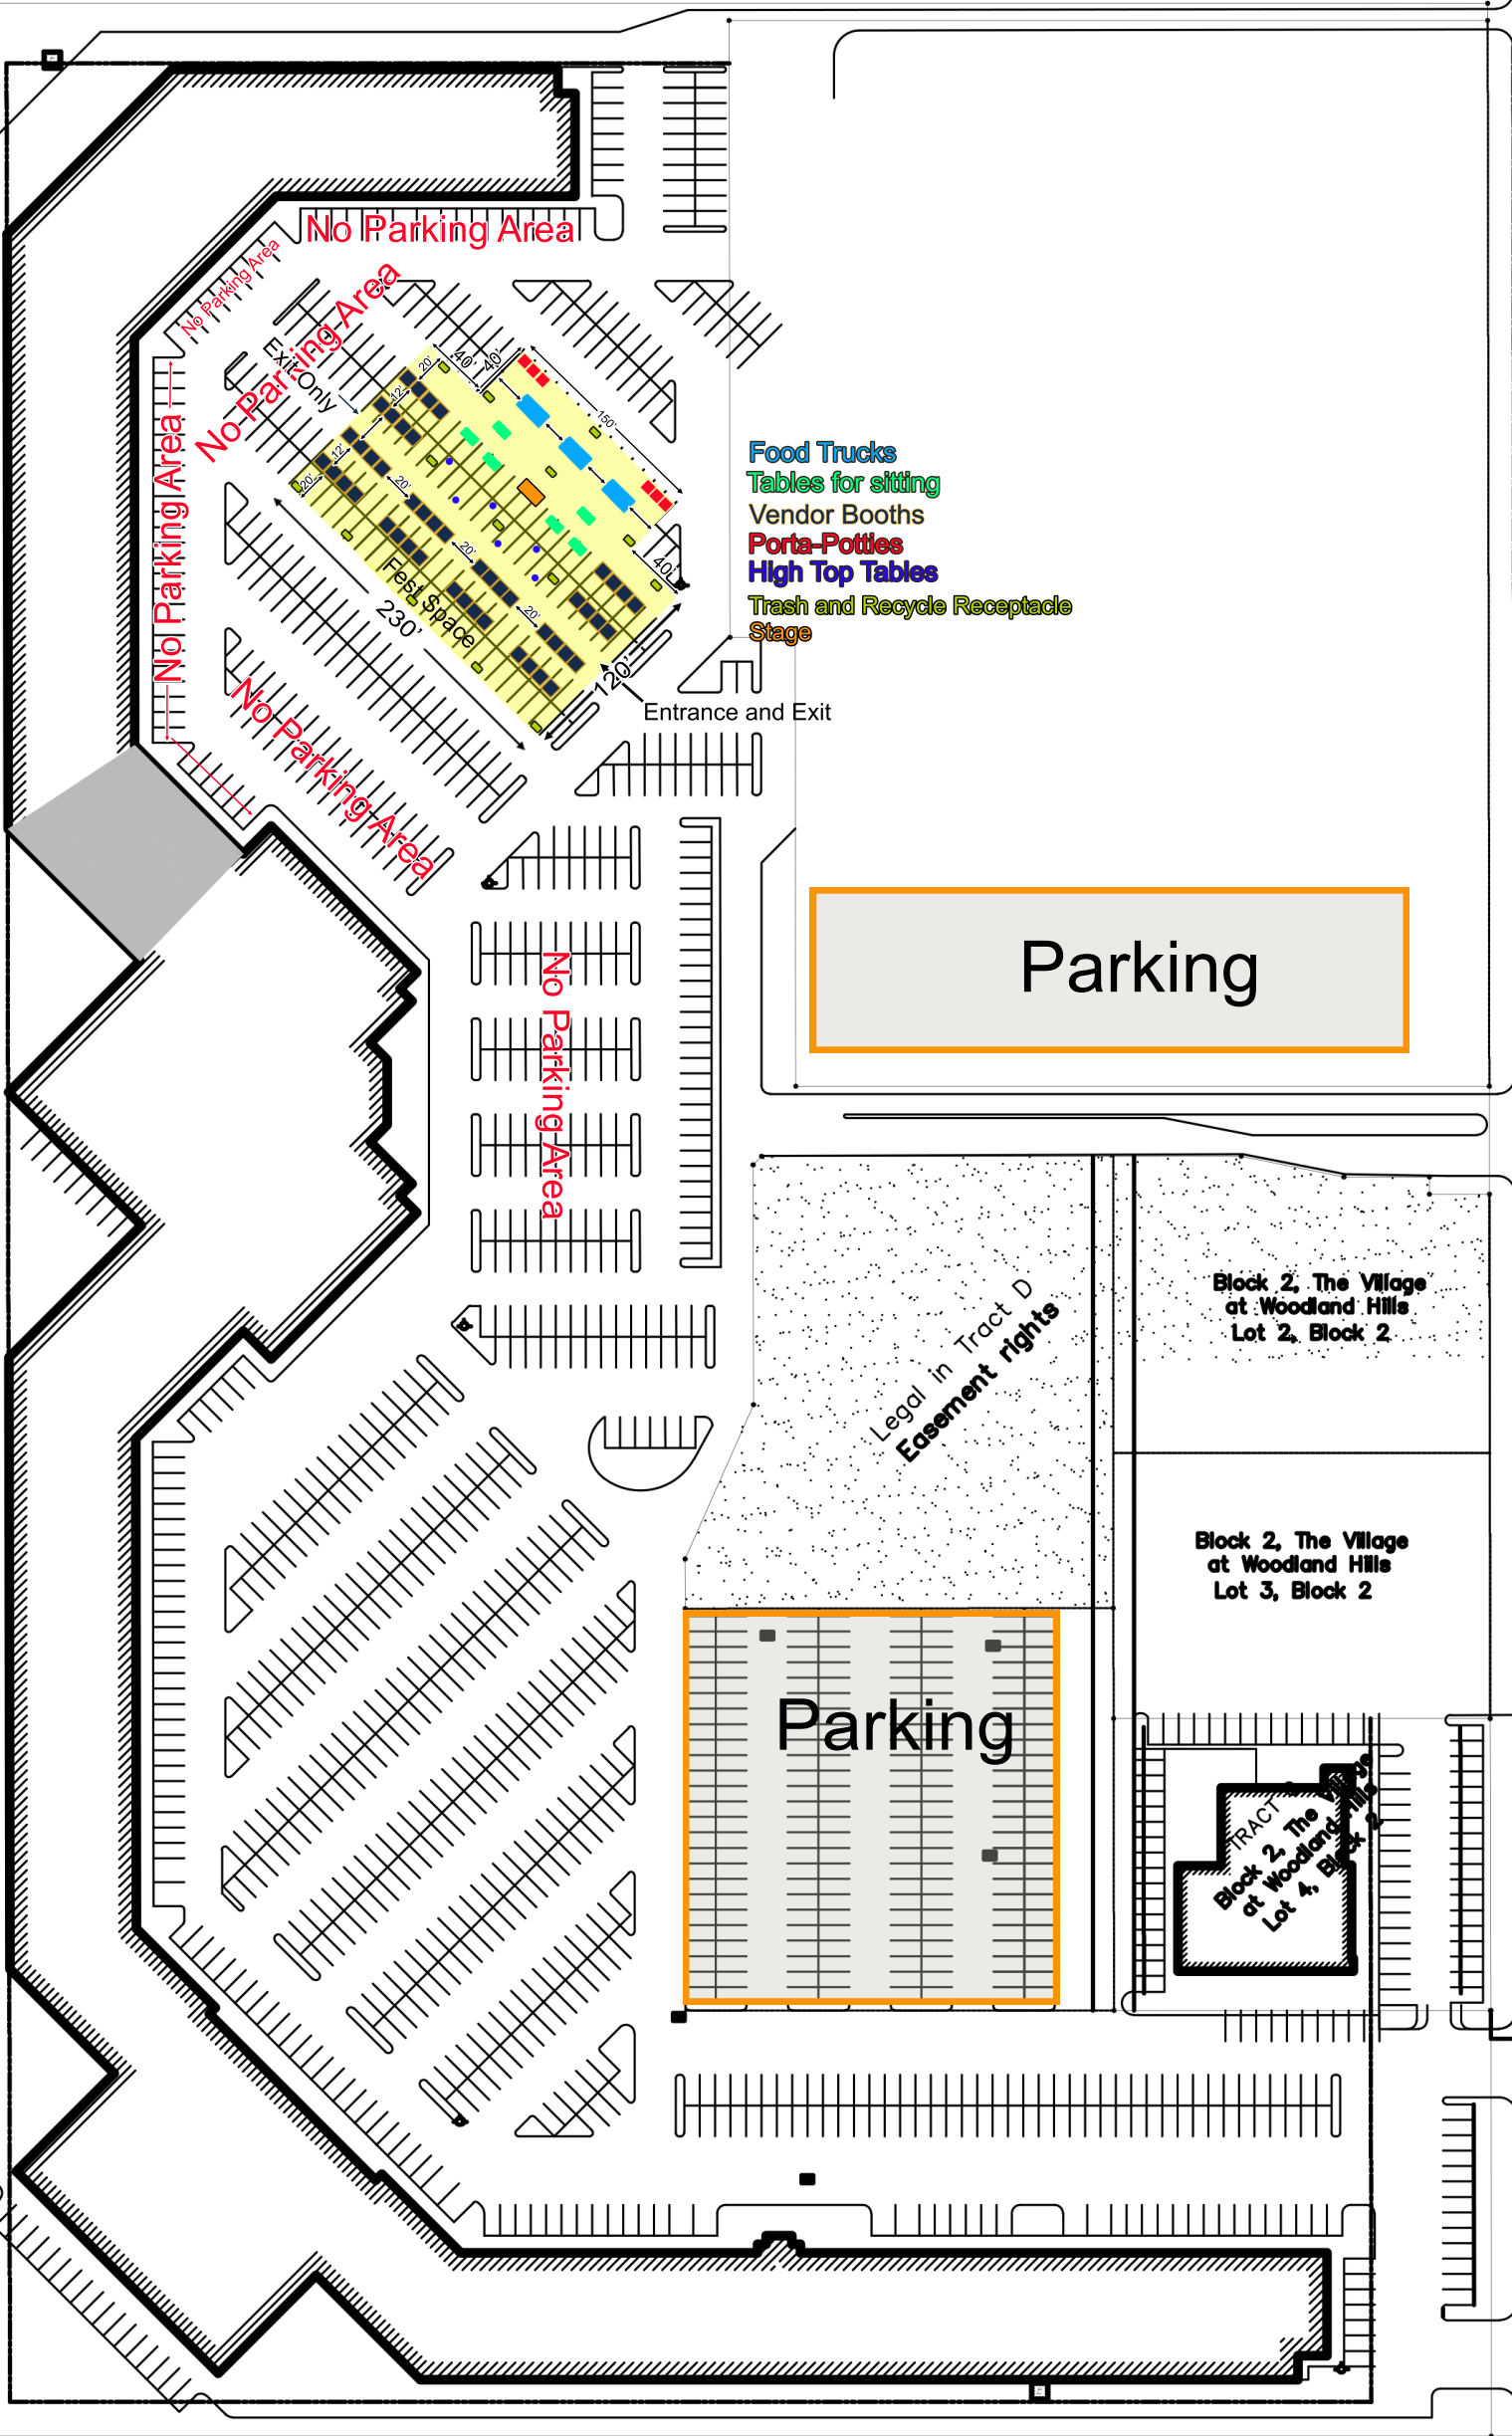 No Parking Area
No Parking Area
No Parking Area
Exit Only
20'
40'
40'
12'
150'
12'
20'
20'
20'
20'
40'
No Parking Area
Fest Space
230'
120'
Entrance and Exit
Food Trucks
Tables for sitting
Vendor Booths
Porta-Potties
High Top Tables
Trash and Recycle Receptacle
Stage
No Parking Area
No Parking Area
Parking
Legal in Tract D
Easement rights
Block 2, The Village
at Woodland Hills
Lot 2, Block 2
Block 2, The Village
at Woodland Hills
Lot 3, Block 2
Parking
TRACT
Block 2, The Village
at Woodland Hills
Lot 4, Block 2